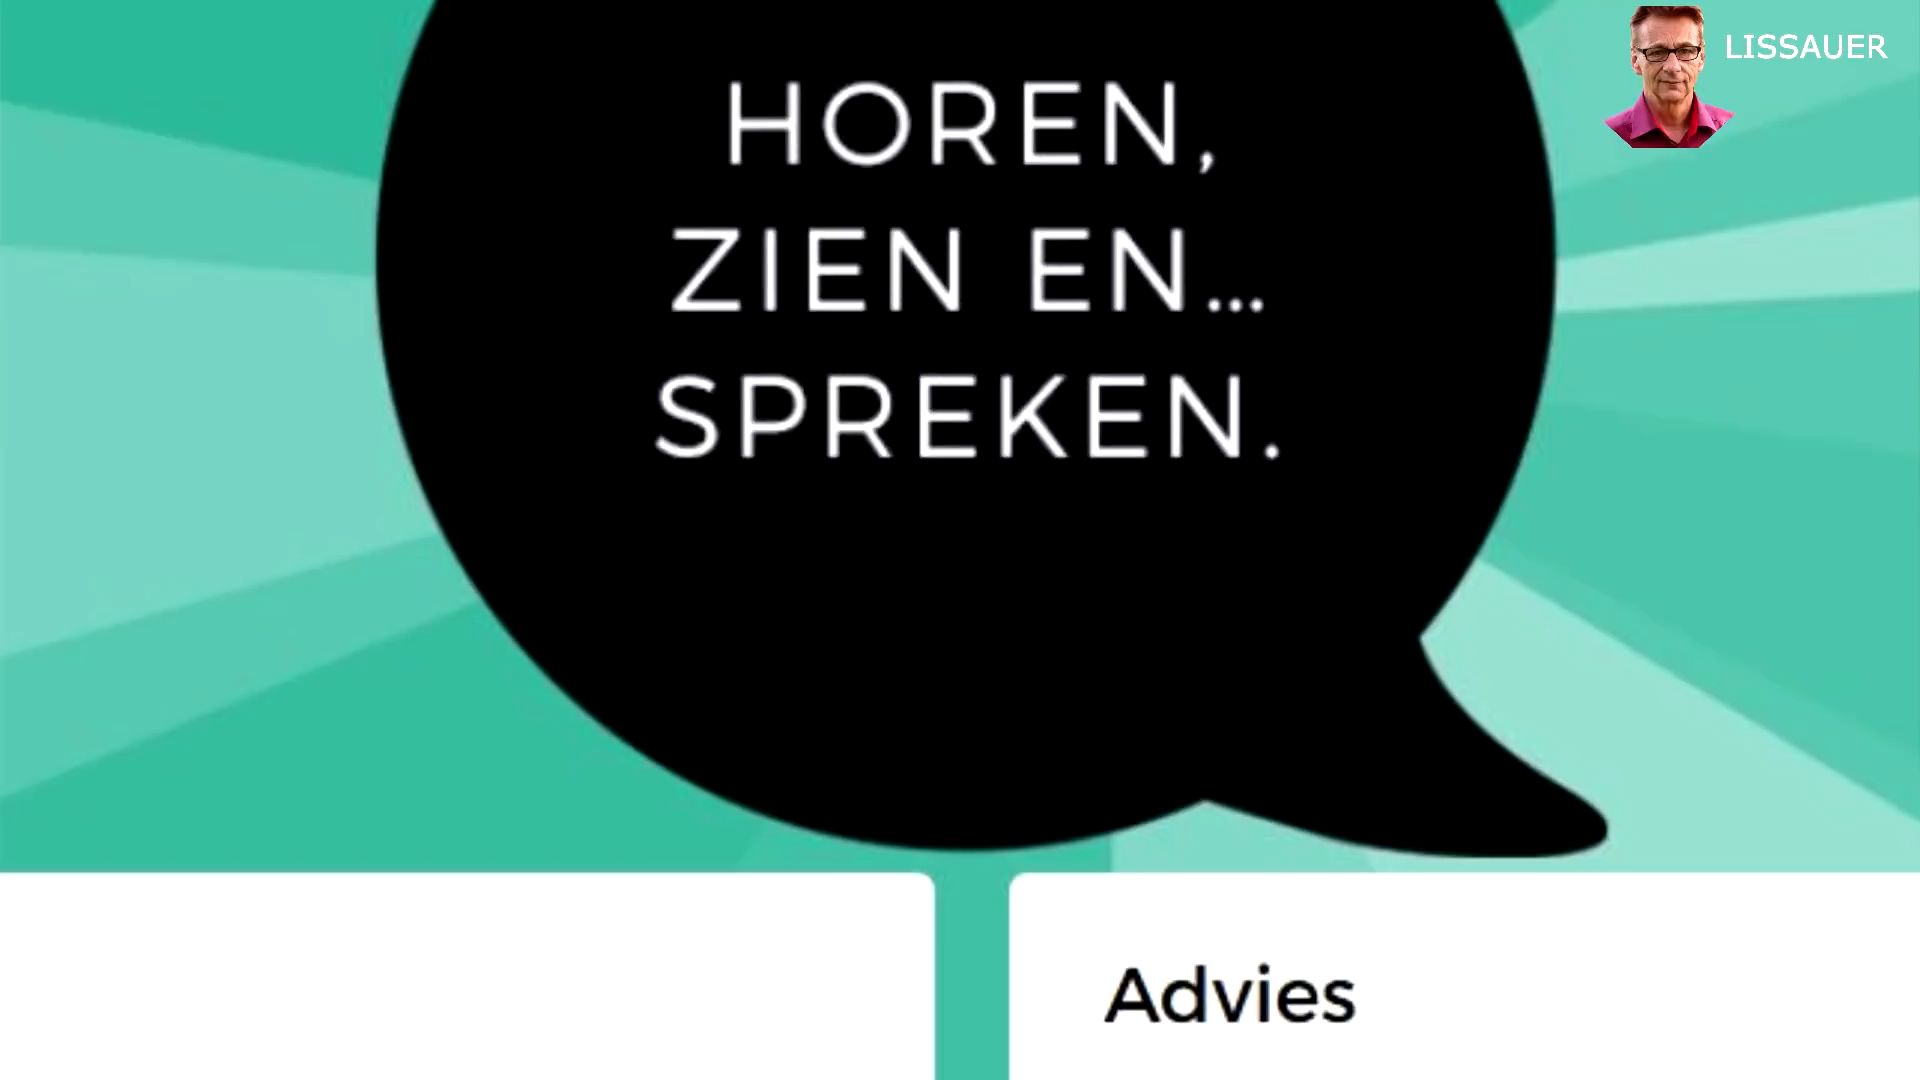 LISSAUER
HOREN,
ZIEN EN...
SPREKEN.
Advies